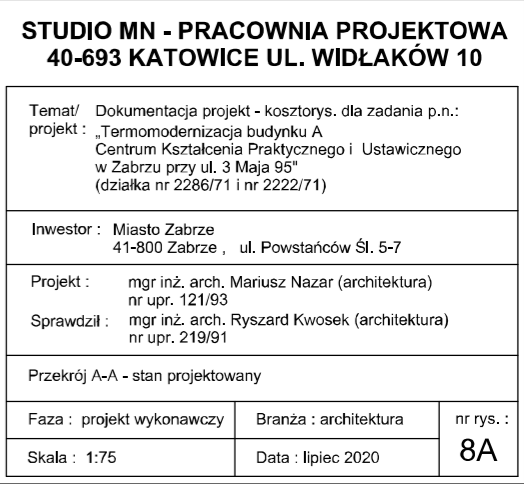 STUDIO MN - PRACOWNIA PROJEKTOWA
40-693 KATOWICE UL. WIDŁAKÓW 10
Temat/ Dokumentacja projekt - kosztorys. dla zadania p.n.:
projekt : „Termomodernizacja budynku A
Centrum Kształcenia Praktycznego i Ustawicznego
w Zabrzu przy ul. 3 Maja 95"
(działka nr 2286/71 i nr 2222/71)
Inwestor : Miasto Zabrze
41-800 Zabrze , ul. Powstańców Śl. 5-7
Projekt : mgr inż. arch. Mariusz Nazar (architektura)
nr upr. 121/93
Sprawdził : mgr inż. arch. Ryszard Kwosek (architektura)
nr upr. 219/91
Przekrój A-A - stan projektowany
Faza : projekt wykonawczy Branża : architektura nr rys. :
Skala : 1:75 Data : lipiec 2020 8A